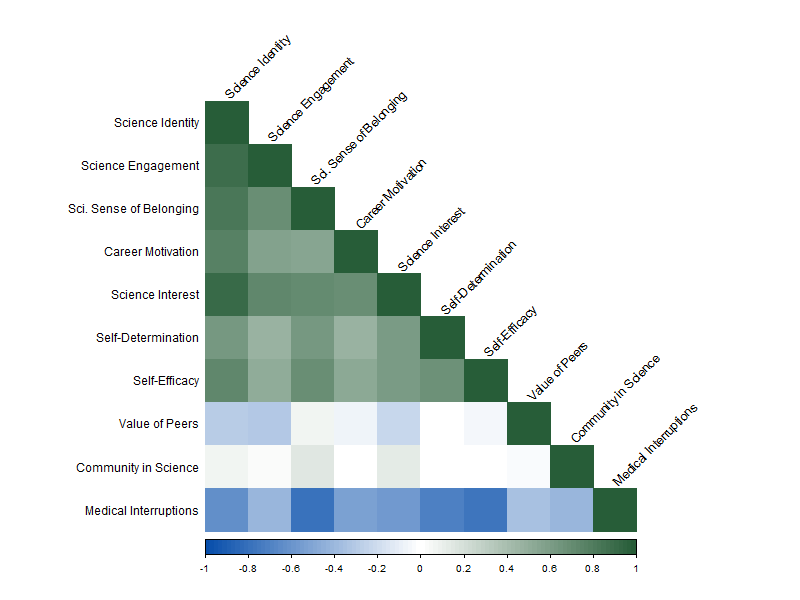 Science Identity
Science Engagement
Sci. Sense of Belonging
Career Motivation
Science Interest
Self-Determination
Self-Efficacy
Value of Peers
Community in Science
Medical Interruptions
Science Identity
Science Engagement
Sci. Sense of Belonging
Career Motivation
Science Interest
Self-Determination
Self-Efficacy
Value of Peers
Community in Science
Medical Interruptions
-1 -0.8 -0.6 -0.4 -0.2 0 0.2 0.4 0.6 0.8 1